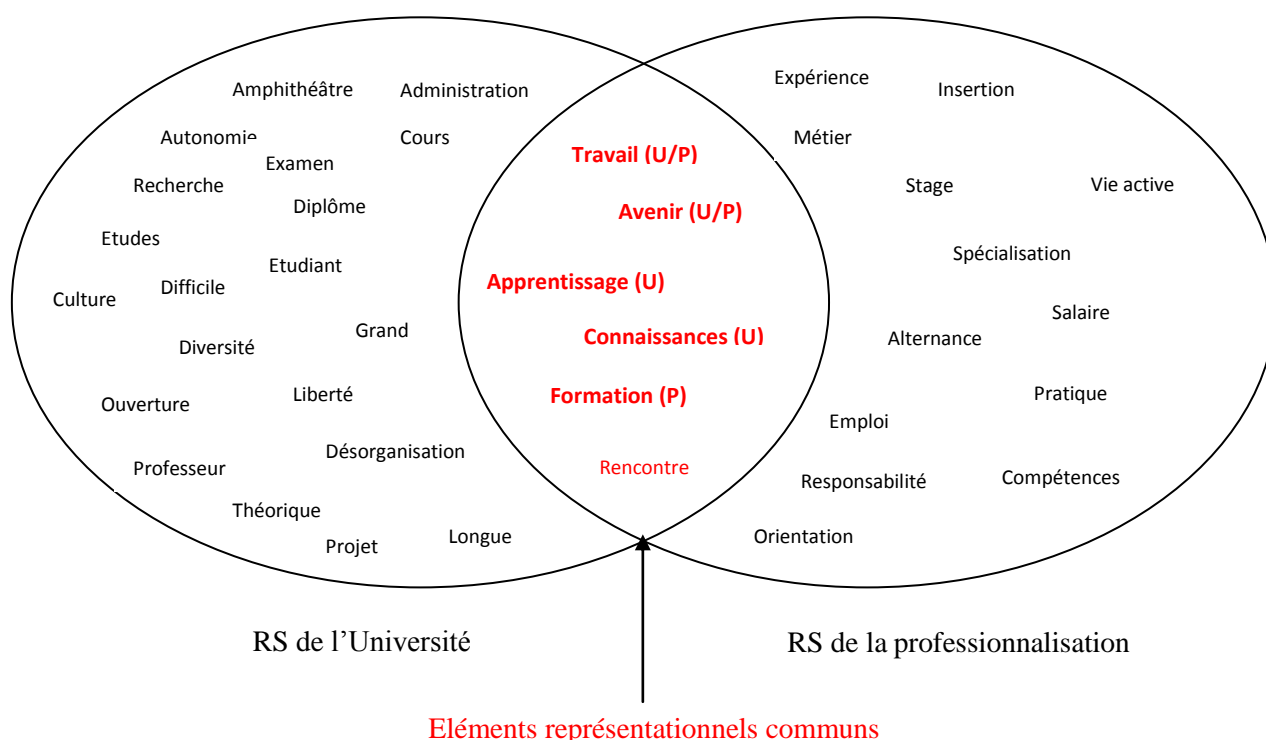 Amphithéâtre
Administration
Autonomie
Cours
Examen
Recherche
Diplôme
Etudes
Etudiant
Difficile
Culture
Grand
Diversité
Liberté
Ouverture
Désorganisation
Professeur
Théorique
Projet
Longue
Travail (U/P)
Avenir (U/P)
Apprentissage (U)
Connaissances (U)
Formation (P)
Rencontre
Expérience
Insertion
Métier
Stage
Vie active
Spécialisation
Salaire
Alternance
Pratique
Emploi
Responsabilité
Compétences
Orientation
RS de l’Université
RS de la professionnalisation
Eléments représentationnels communs